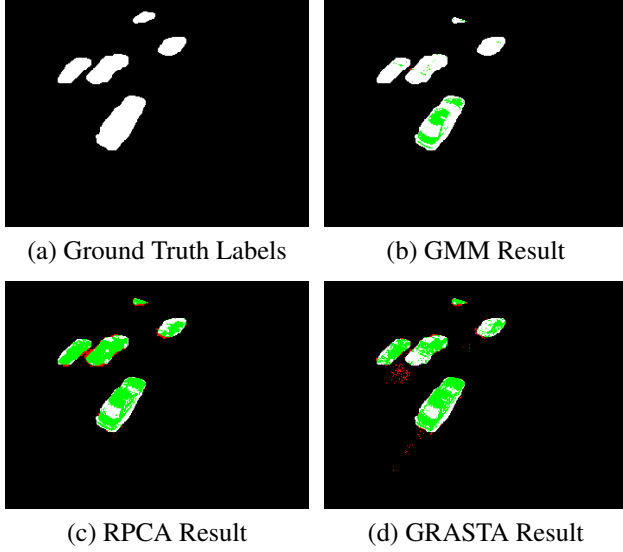 (a) Ground Truth Labels
(b) GMM Result
(c) RPCA Result
(d) GRASTA Result